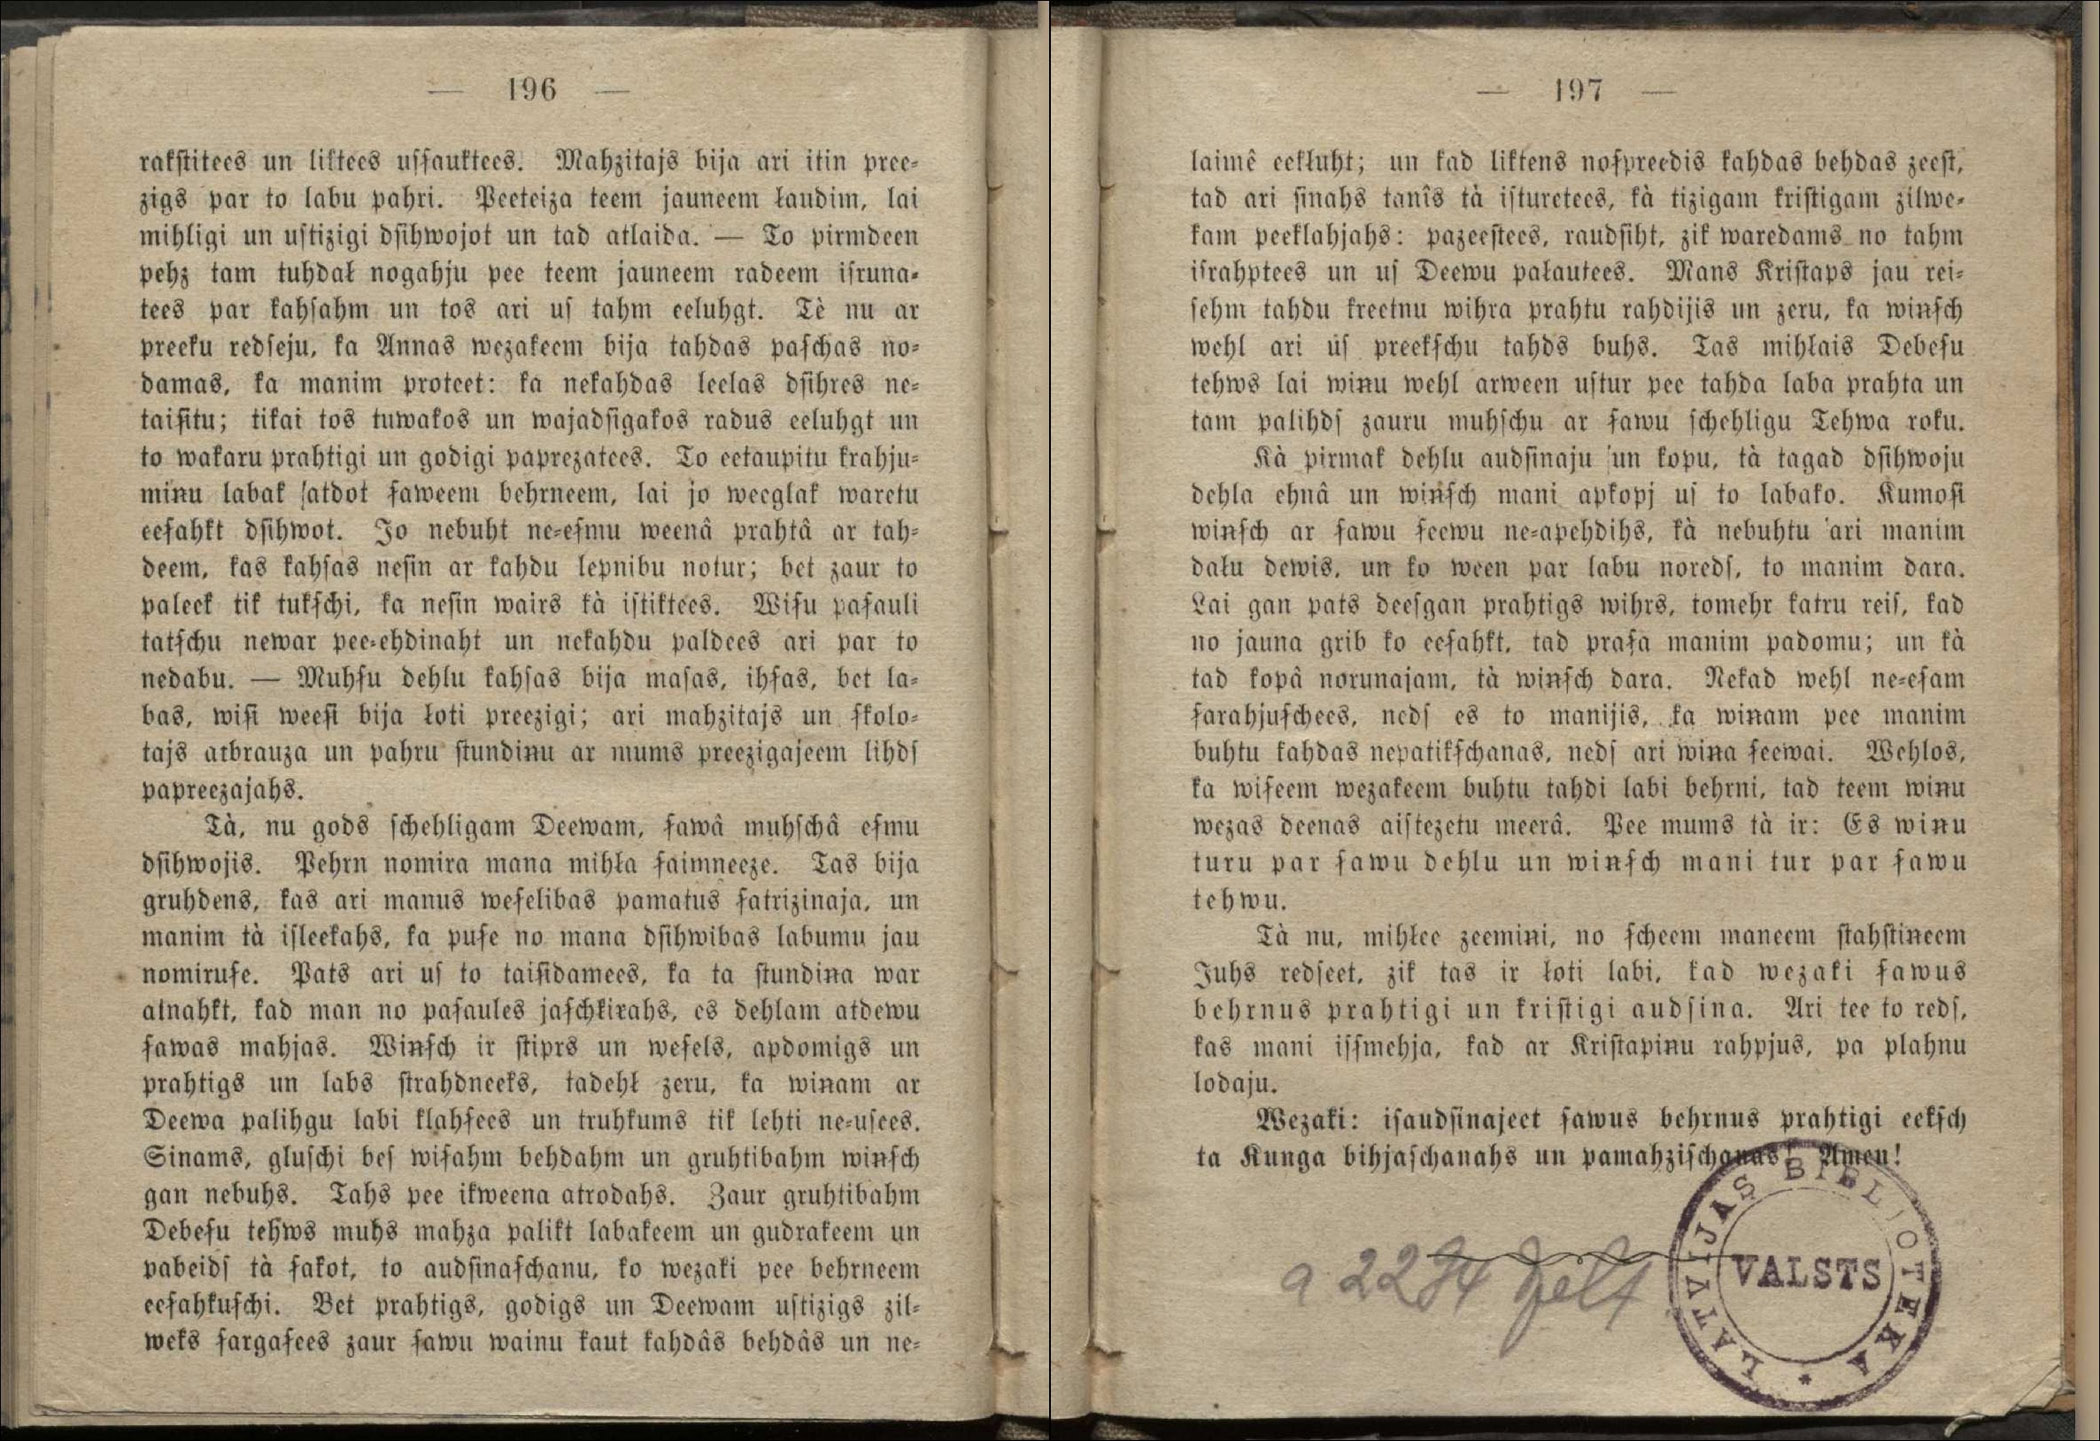 — 196 —
rakſtitees un liktees uſſauktees. Mahzitajs bija ari itin pree⸗
zigs par to labu pahri. Peeteiza teem jauneem łaudim, lai
mihligi un uſtizigi dſihwojot un tad atlaida. — To pirmdeen
pehz tam tuhdał nogahju pee teem jauneem radeem iſruna⸗
tees par kahſahm un tos ari uſ tahm eeluhgt. Tè nu ar
preeku redſeju, ka Annas wezakeem bija tahdas paſchas no⸗
damas, ka manim proteet: ka nekahdas leelas dſihres ne⸗
taiſitu; tikai tos tuwakos un wajadſigakos radus eeluhgt un
to wakaru prahtigi un godigi paprezatees. To eetaupitu krahju⸗
minu labak ſatdot ſaweem behrneem, lai jo weeglak waretu
eeſahkt dſihwot. Jo nebuht ne⸗eſmu weenâ prahtâ ar tah⸗
deem, kas kahſas neſin ar kahdu lepnibu notur; bet zaur to
paleek tik tukſchi, ka neſin wairs kà iſtiktees. Wiſu paſauli
tatſchu newar pee⸗ehdinaht un nekahdu paldees ari par to
nedabu. — Muhſu dehlu kahſas bija maſas, ihſas, bet la⸗
bas, wiſi weeſi bija łoti preezigi; ari mahzitajs un ſkolo⸗
tajs atbrauza un pahru ſtundinu ar mums preezigajeem lihdſ
papreezajahs.
Tà, nu gods ſchehligam Deewam, ſawâ muhſchâ eſmu
dſihwojis. Pehrn nomira mana mihła ſaimneeze. Tas bija
gruhdens, kas ari manus weſelibas pamatus ſatrizinaja, un
manim tà iſleekahs, ka puſe no mana dſihwibas labumu jau
nomiruſe. Pats ari uſ to taiſidamees, ka ta ſtundina war
atnahkt, kad man no paſaules jaſchkirahs, es dehlam atdewu
ſawas mahjas. Winſch ir ſtiprs un weſels, apdomigs un
prahtigs un labs ſtrahdneeks, tadehł zeru, ka winam ar
Deewa palihgu labi klahſees un truhkums tik lehti ne⸗uſees.
Sinams, gluſchi beſ wiſahm behdahm un gruhtibahm winſch
gan nebuhs. Tahs pee ikweena atrodahs. Zaur gruhtibahm
Debeſu tehws muhs mahza palikt labakeem un gudrakeem un
pabeidſ tà ſakot, to audſinaſchanu, ko wezaki pee behrneem
eeſahkuſchi. Bet prahtigs, godigs un Deewam uſtizigs zil⸗
weks ſargaſees zaur ſawu wainu kaut kahdâs behdâs un ne⸗
— 197 —
laimê eekłuht; un kad liktens noſpreedis kahdas behdas zeeſt,
tad ari ſinahs tanîs tà iſturetees, kà tizigam kriſtigam zilwe⸗
kam peeklahjahs: pazeeſtees, raudſiht, zik waredams no tahm
iſrahptees un uſ Deewu pałautees. Mans Kriſtaps jau rei⸗
ſehm tahdu kreetnu wihra prahtu rahdijis un zeru, ka winſch
wehl ari uſ preekſchu tahds buhs. Tas mihłais Debeſu
tehws lai winu wehl arween uſtur pee tahda laba prahta un
tam palihdſ zauru muhſchu ar ſawu ſchehligu Tehwa roku.
Kà pirmak dehlu audſinaju un kopu, tà tagad dſihwoju
dehla ehnâ un winſch mani apkopj uſ to labako. Kumoſi
winſch ar ſawu ſeewu ne⸗apehdihs, kà nebuhtu ari manim
dału dewis, un ko ween par labu noredſ, to manim dara.
Lai gan pats deeſgan prahtigs wihrs, tomehr katru reiſ, kad
no jauna grib ko eeſahkt, tad praſa manim padomu; un kà
tad kopâ norunajam, tà winſch dara. Nekad wehl ne⸗eſam
ſarahjuſchees, nedſ es to manijis, ka winam pee manim
buhtu kahdas nepatikſchanas, nedſ ari wina ſeewai. Wehlos,
ka wiſeem wezakeem buhtu tahdi labi behrni, tad teem winu
wezas deenas aiſtezetu meerâ. Pee mums tà ir: Es winu
turu par ſawu dehlu un winſch mani tur par ſawu
tehwu.
Tà nu, mihłee zeemini, no ſcheem maneem ſtahſtineem
Juhs redſeet, zik tas ir łoti labi, kad wezaki ſawus
behrnus prahtigi un kriſtigi audſina. Ari tee to redſ,
kas mani iſſmehja, kad ar Kriſtapinu rahpjus, pa plahnu
lodaju.
Wezaki: iſaudſinajeet ſawus behrnus prahtigi eekſch
ta Kunga bihjaſchanahs un pamahziſchanas! Amen!
LATVIJAS BIBLJOTEKA *
VALSTS